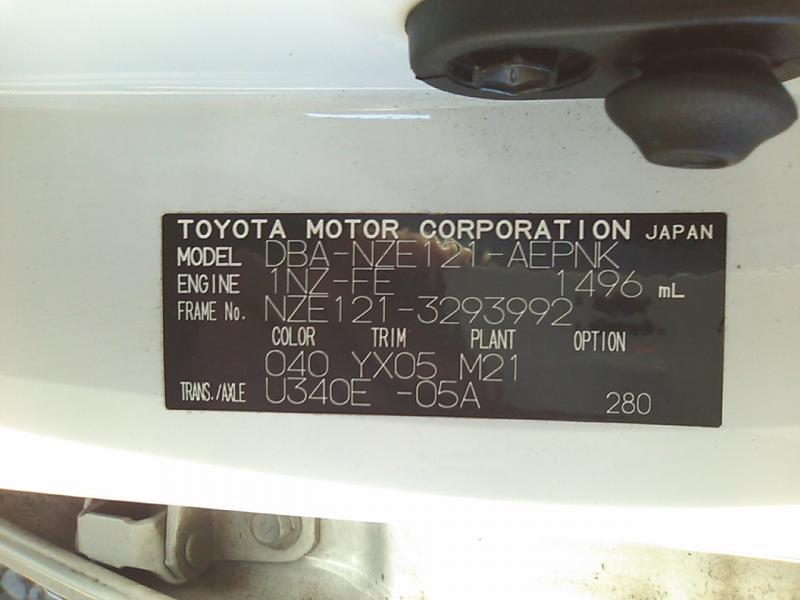 TOYOTA MOTOR CORPORATION JAPAN
MODEL DBA-NZE121-AEPNK
ENGINE 1NZ-FE 1496 mL
FRAME No. NZE121-3293992
COLOR TRIM PLANT OPTION
040 YX05 M21
TRANS./AXLE U340E -05A 280